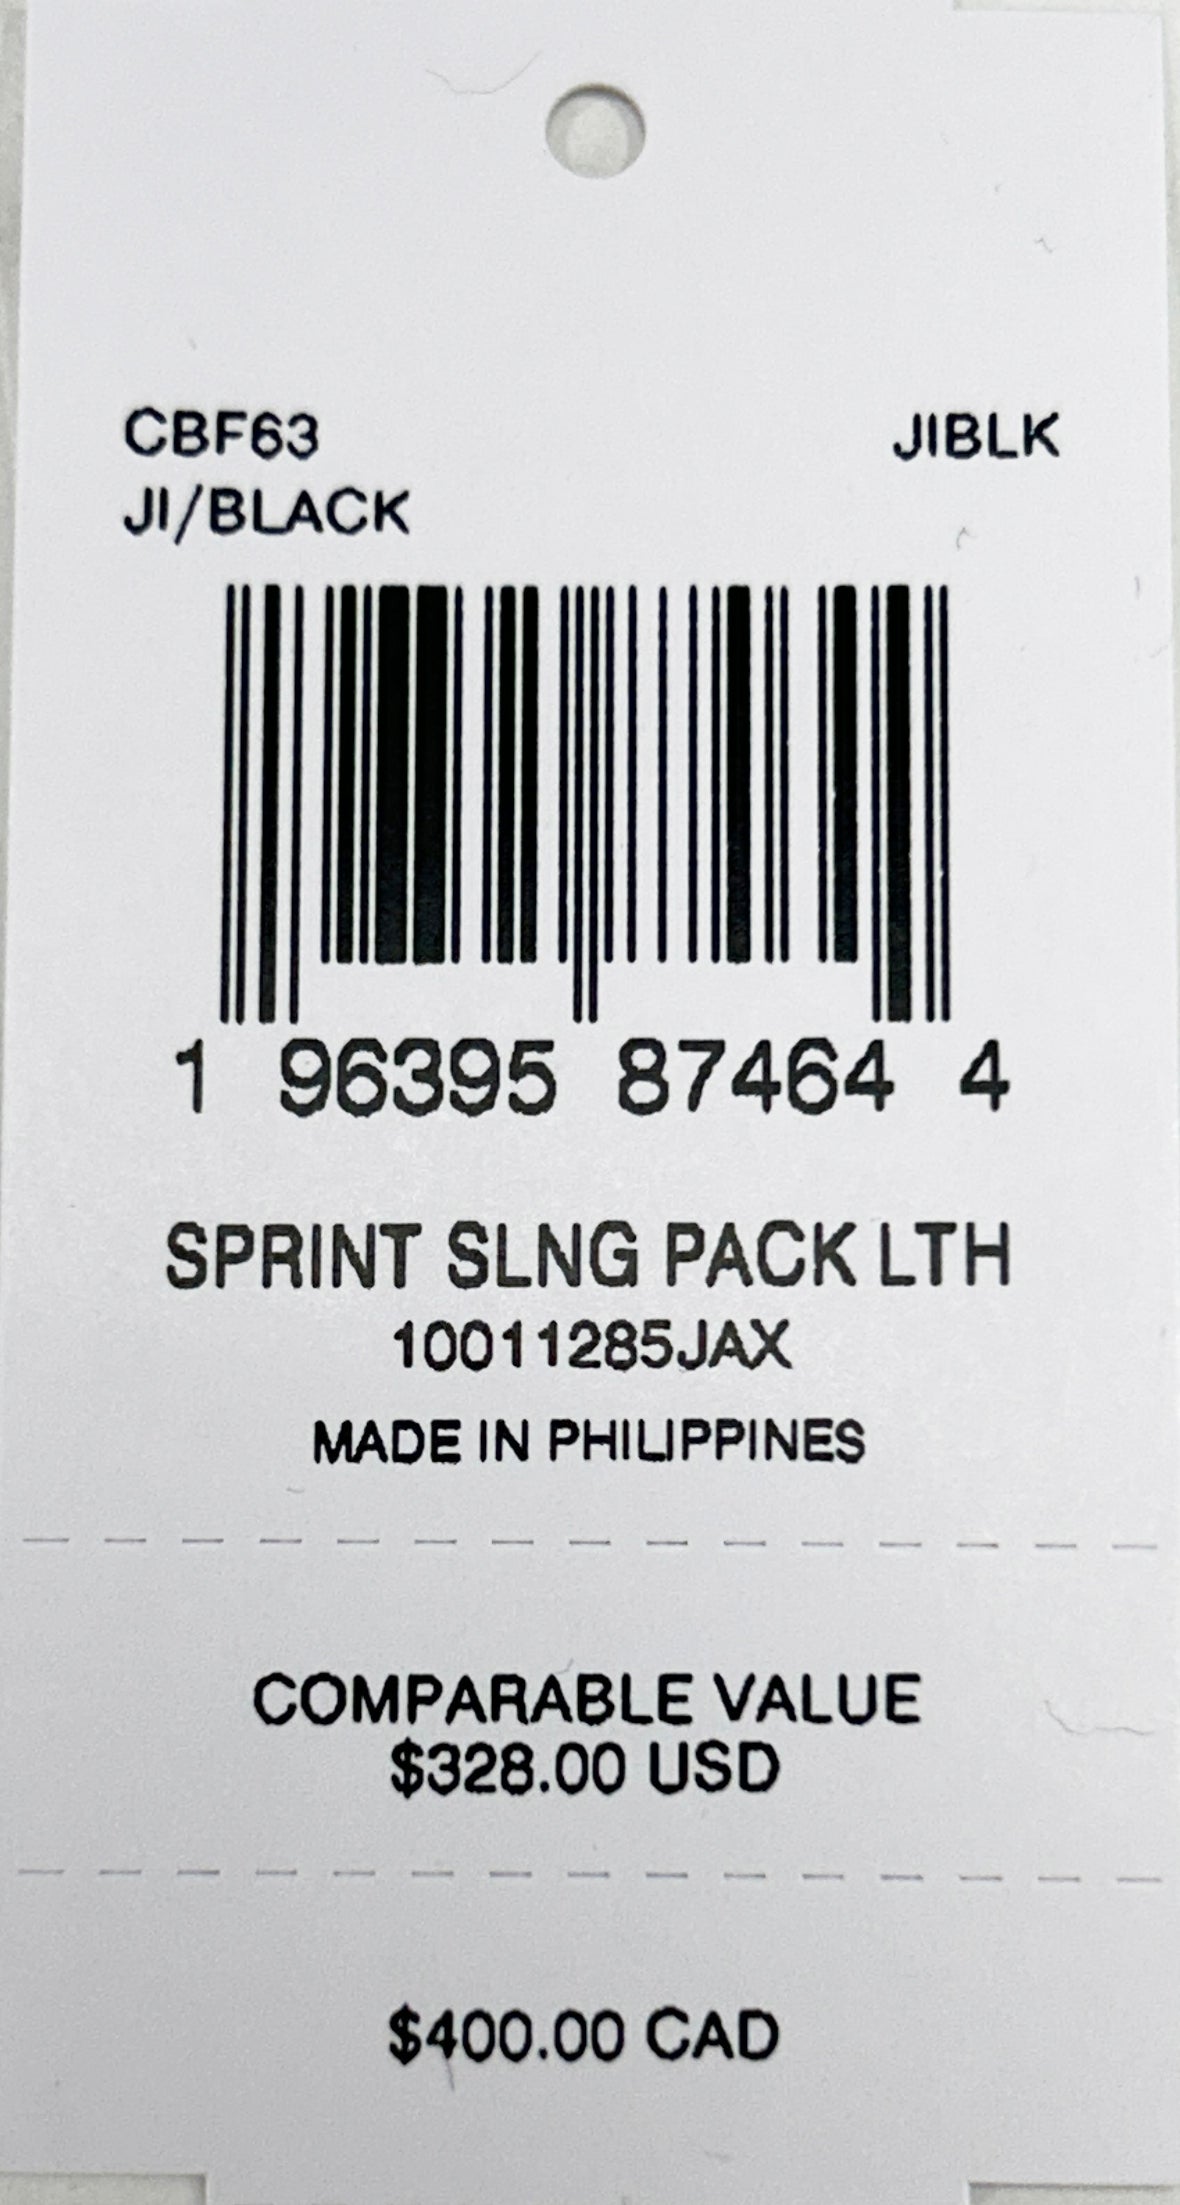 CBF63 JIBLK
JI/BLACK
1 96395 87464 4
SPRINT SLNG PACK LTH
10011285JAX
MADE IN PHILIPPINES
COMPARABLE VALUE
$328.00 USD
$400.00 CAD